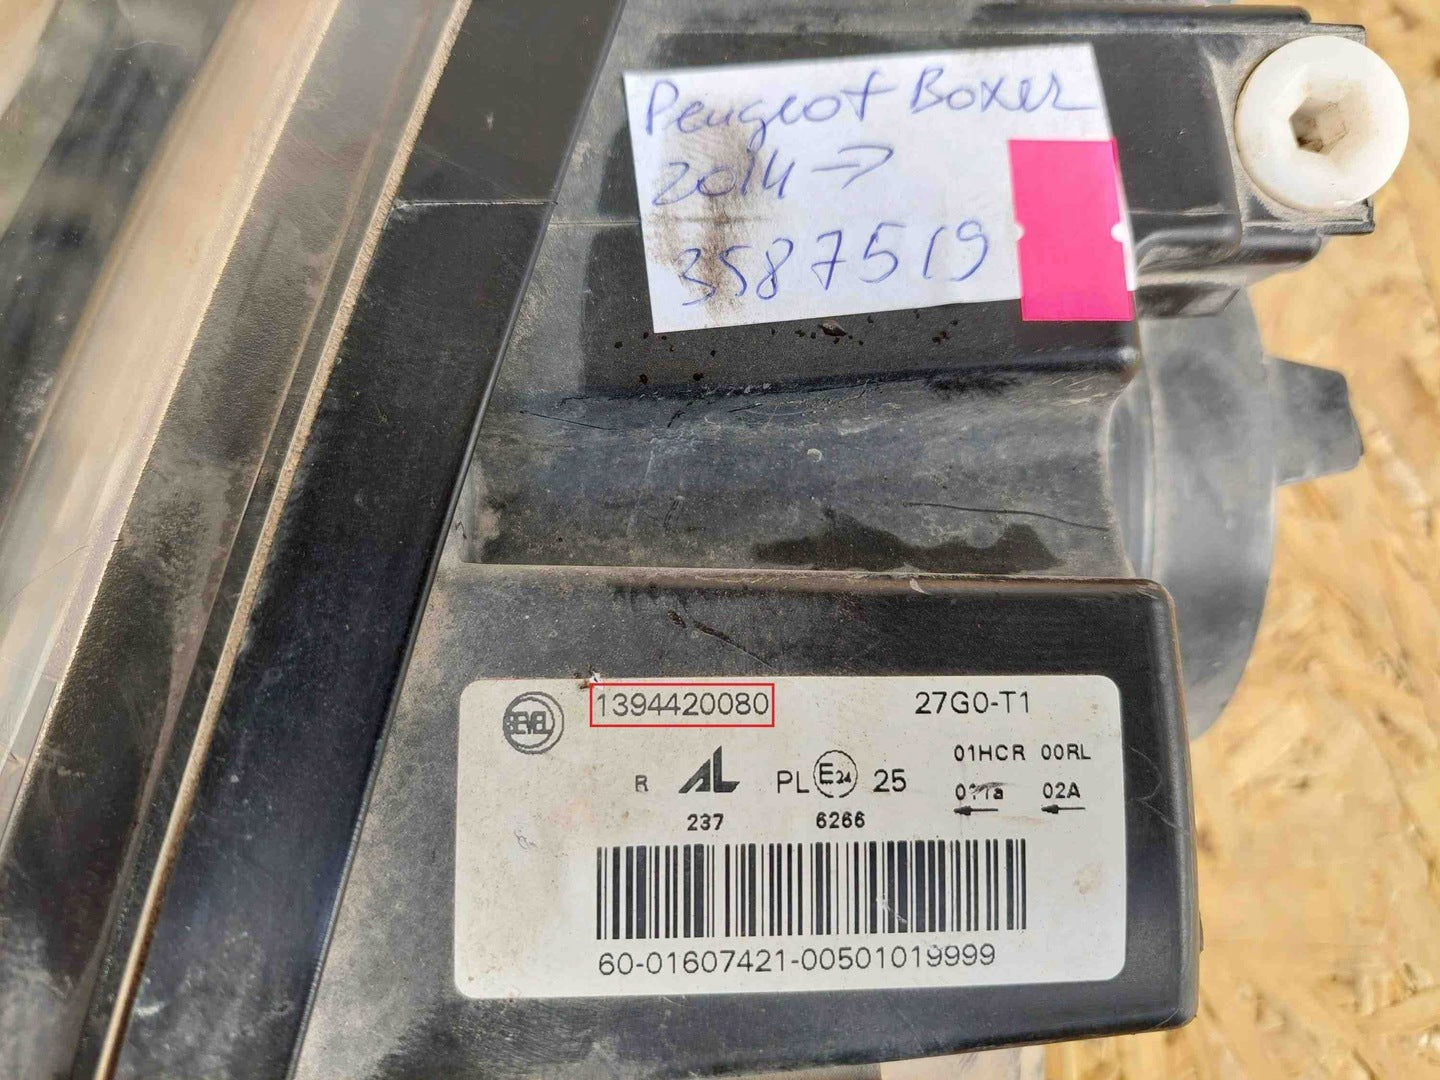 Peugeot Boxer
2014 →
3587519
SEVEL 1394420080 27G0-T1
01HCR 00RL
R AL PL E24 25
02A
237 6266
60-01607421-00501019999